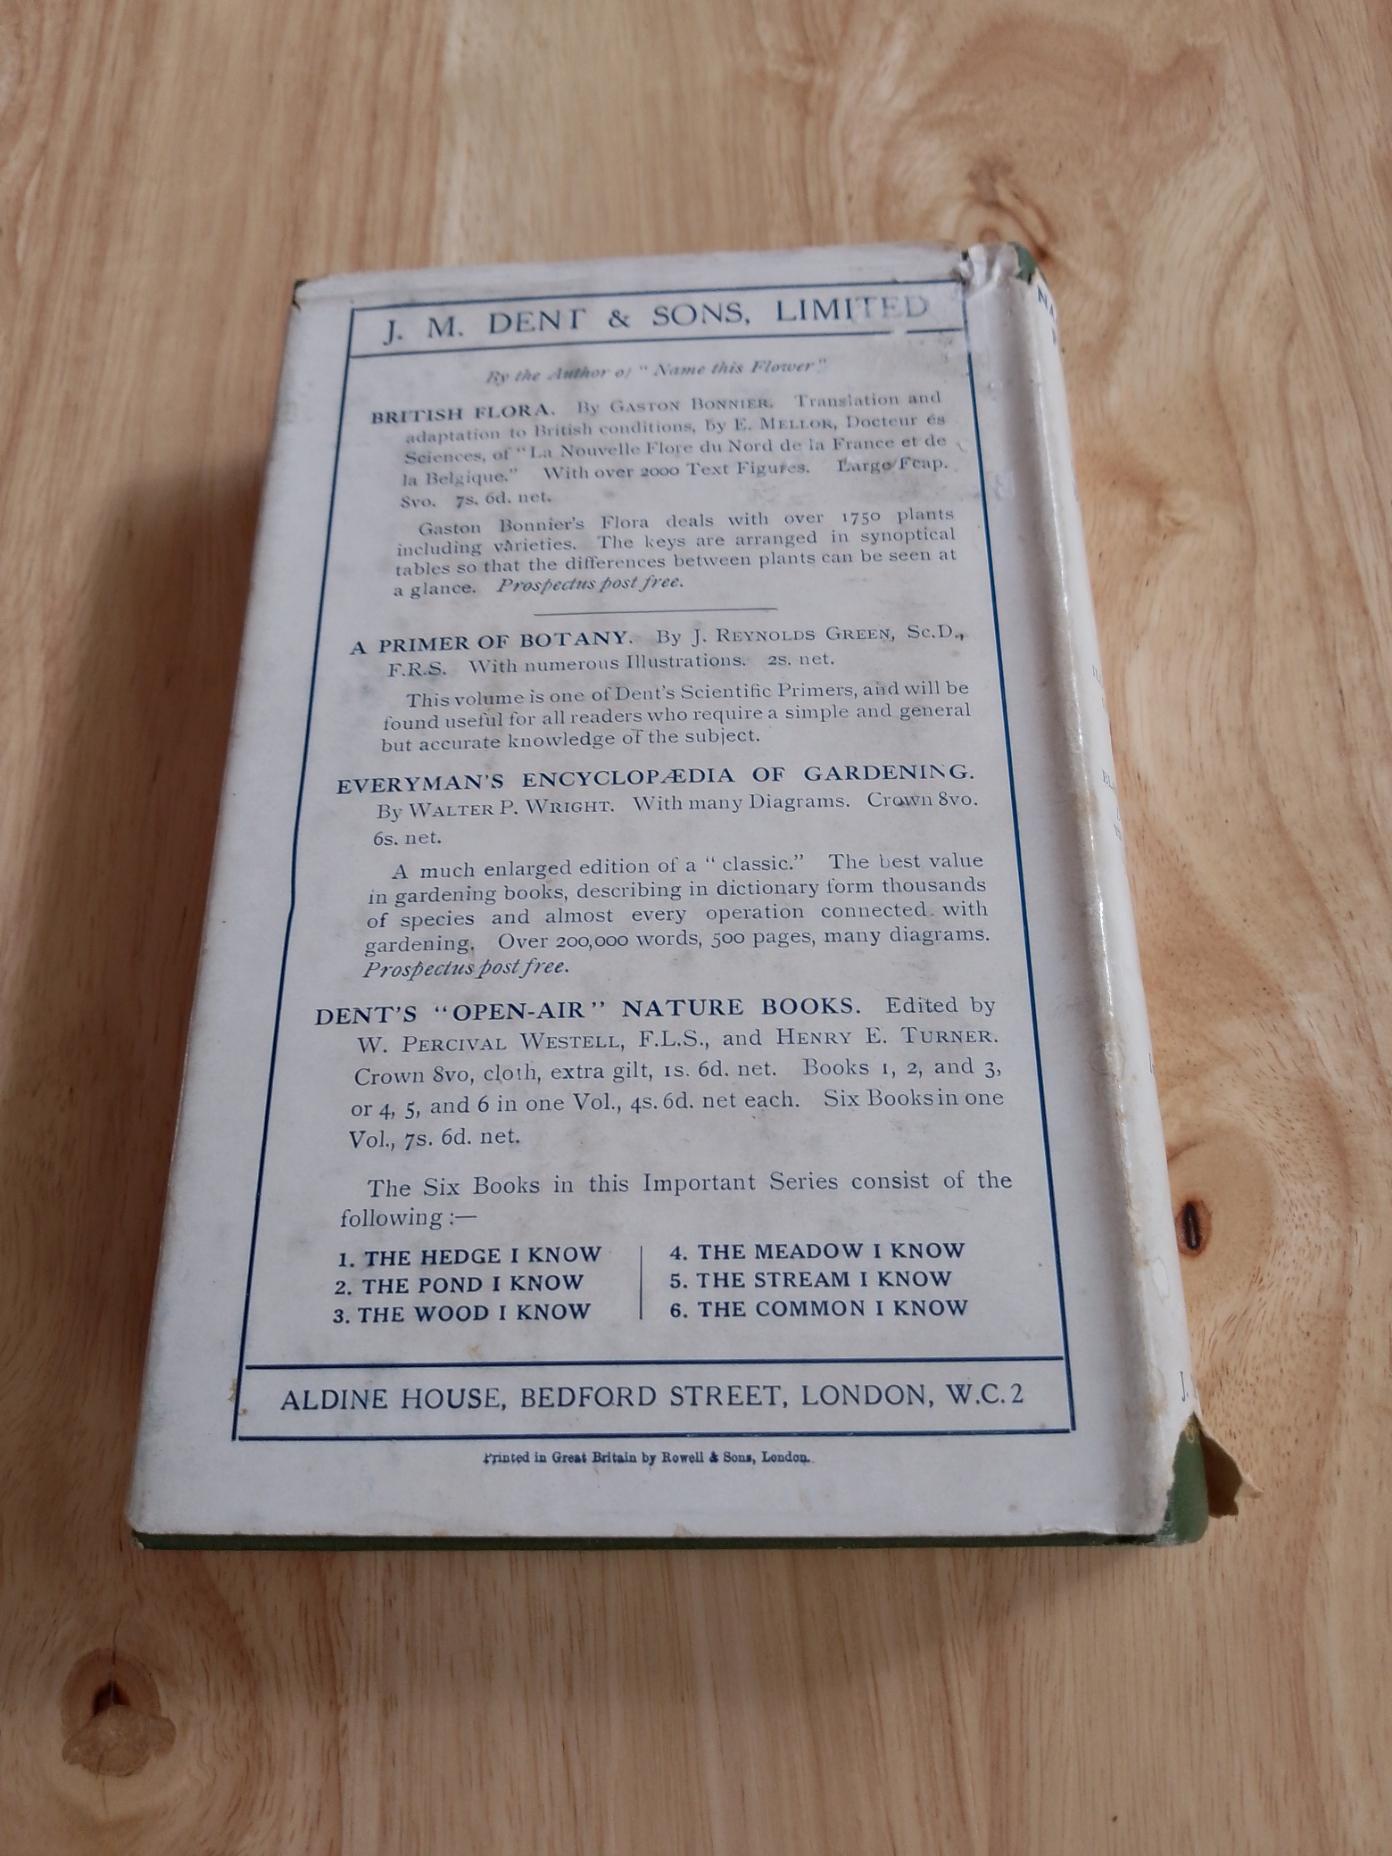 J. M. DENT & SONS, LIMITED
By the Author of "Name this Flower"
BRITISH FLORA. By GASTON BONNIER. Translation and
adaptation to British conditions, by E. MELLOR, Docteur és
Sciences, of "La Nouvelle Flore du Nord de la France et de
la Belgique." With over 2000 Text Figures. Large Fcap.
8vo. 7s. 6d. net.
Gaston Bonnier's Flora deals with over 1750 plants
including varieties. The keys are arranged in synoptical
tables so that the differences between plants can be seen at
a glance. Prospectus post free.
A PRIMER OF BOTANY. By J. REYNOLDS GREEN, Sc.D.,
F.R.S. With numerous Illustrations. 2s. net.
This volume is one of Dent's Scientific Primers, and will be
found useful for all readers who require a simple and general
but accurate knowledge of the subject.
EVERYMAN'S ENCYCLOPÆDIA OF GARDENING.
By WALTER P. WRIGHT. With many Diagrams. Crown 8vo.
6s. net.
A much enlarged edition of a "classic." The best value
in gardening books, describing in dictionary form thousands
of species and almost every operation connected with
gardening. Over 200,000 words, 500 pages, many diagrams.
Prospectus post free.
DENT'S "OPEN-AIR" NATURE BOOKS. Edited by
W. PERCIVAL WESTELL, F.L.S., and HENRY E. TURNER.
Crown 8vo, cloth, extra gilt, 1s. 6d. net. Books 1, 2, and 3,
or 4, 5, and 6 in one Vol., 4s. 6d. net each. Six Books in one
Vol., 7s. 6d. net.
The Six Books in this Important Series consist of the
following :—
1. THE HEDGE I KNOW
2. THE POND I KNOW
3. THE WOOD I KNOW
4. THE MEADOW I KNOW
5. THE STREAM I KNOW
6. THE COMMON I KNOW
ALDINE HOUSE, BEDFORD STREET, LONDON, W.C.2
Printed in Great Britain by Rowell & Sons, London.